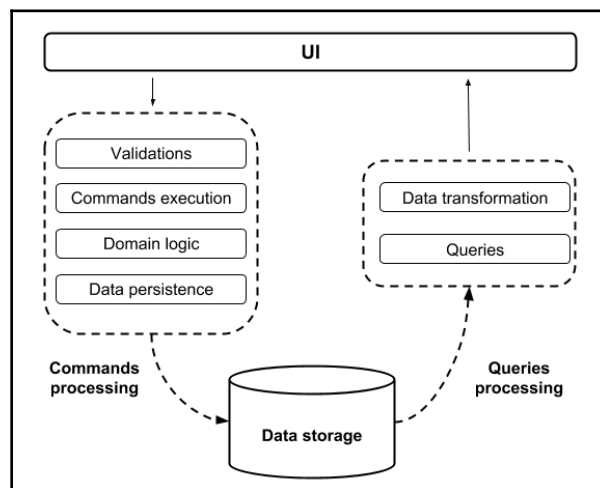 UI
Validations
Commands execution
Domain logic
Data persistence
Data transformation
Queries
Commands
processing
Queries
processing
Data storage